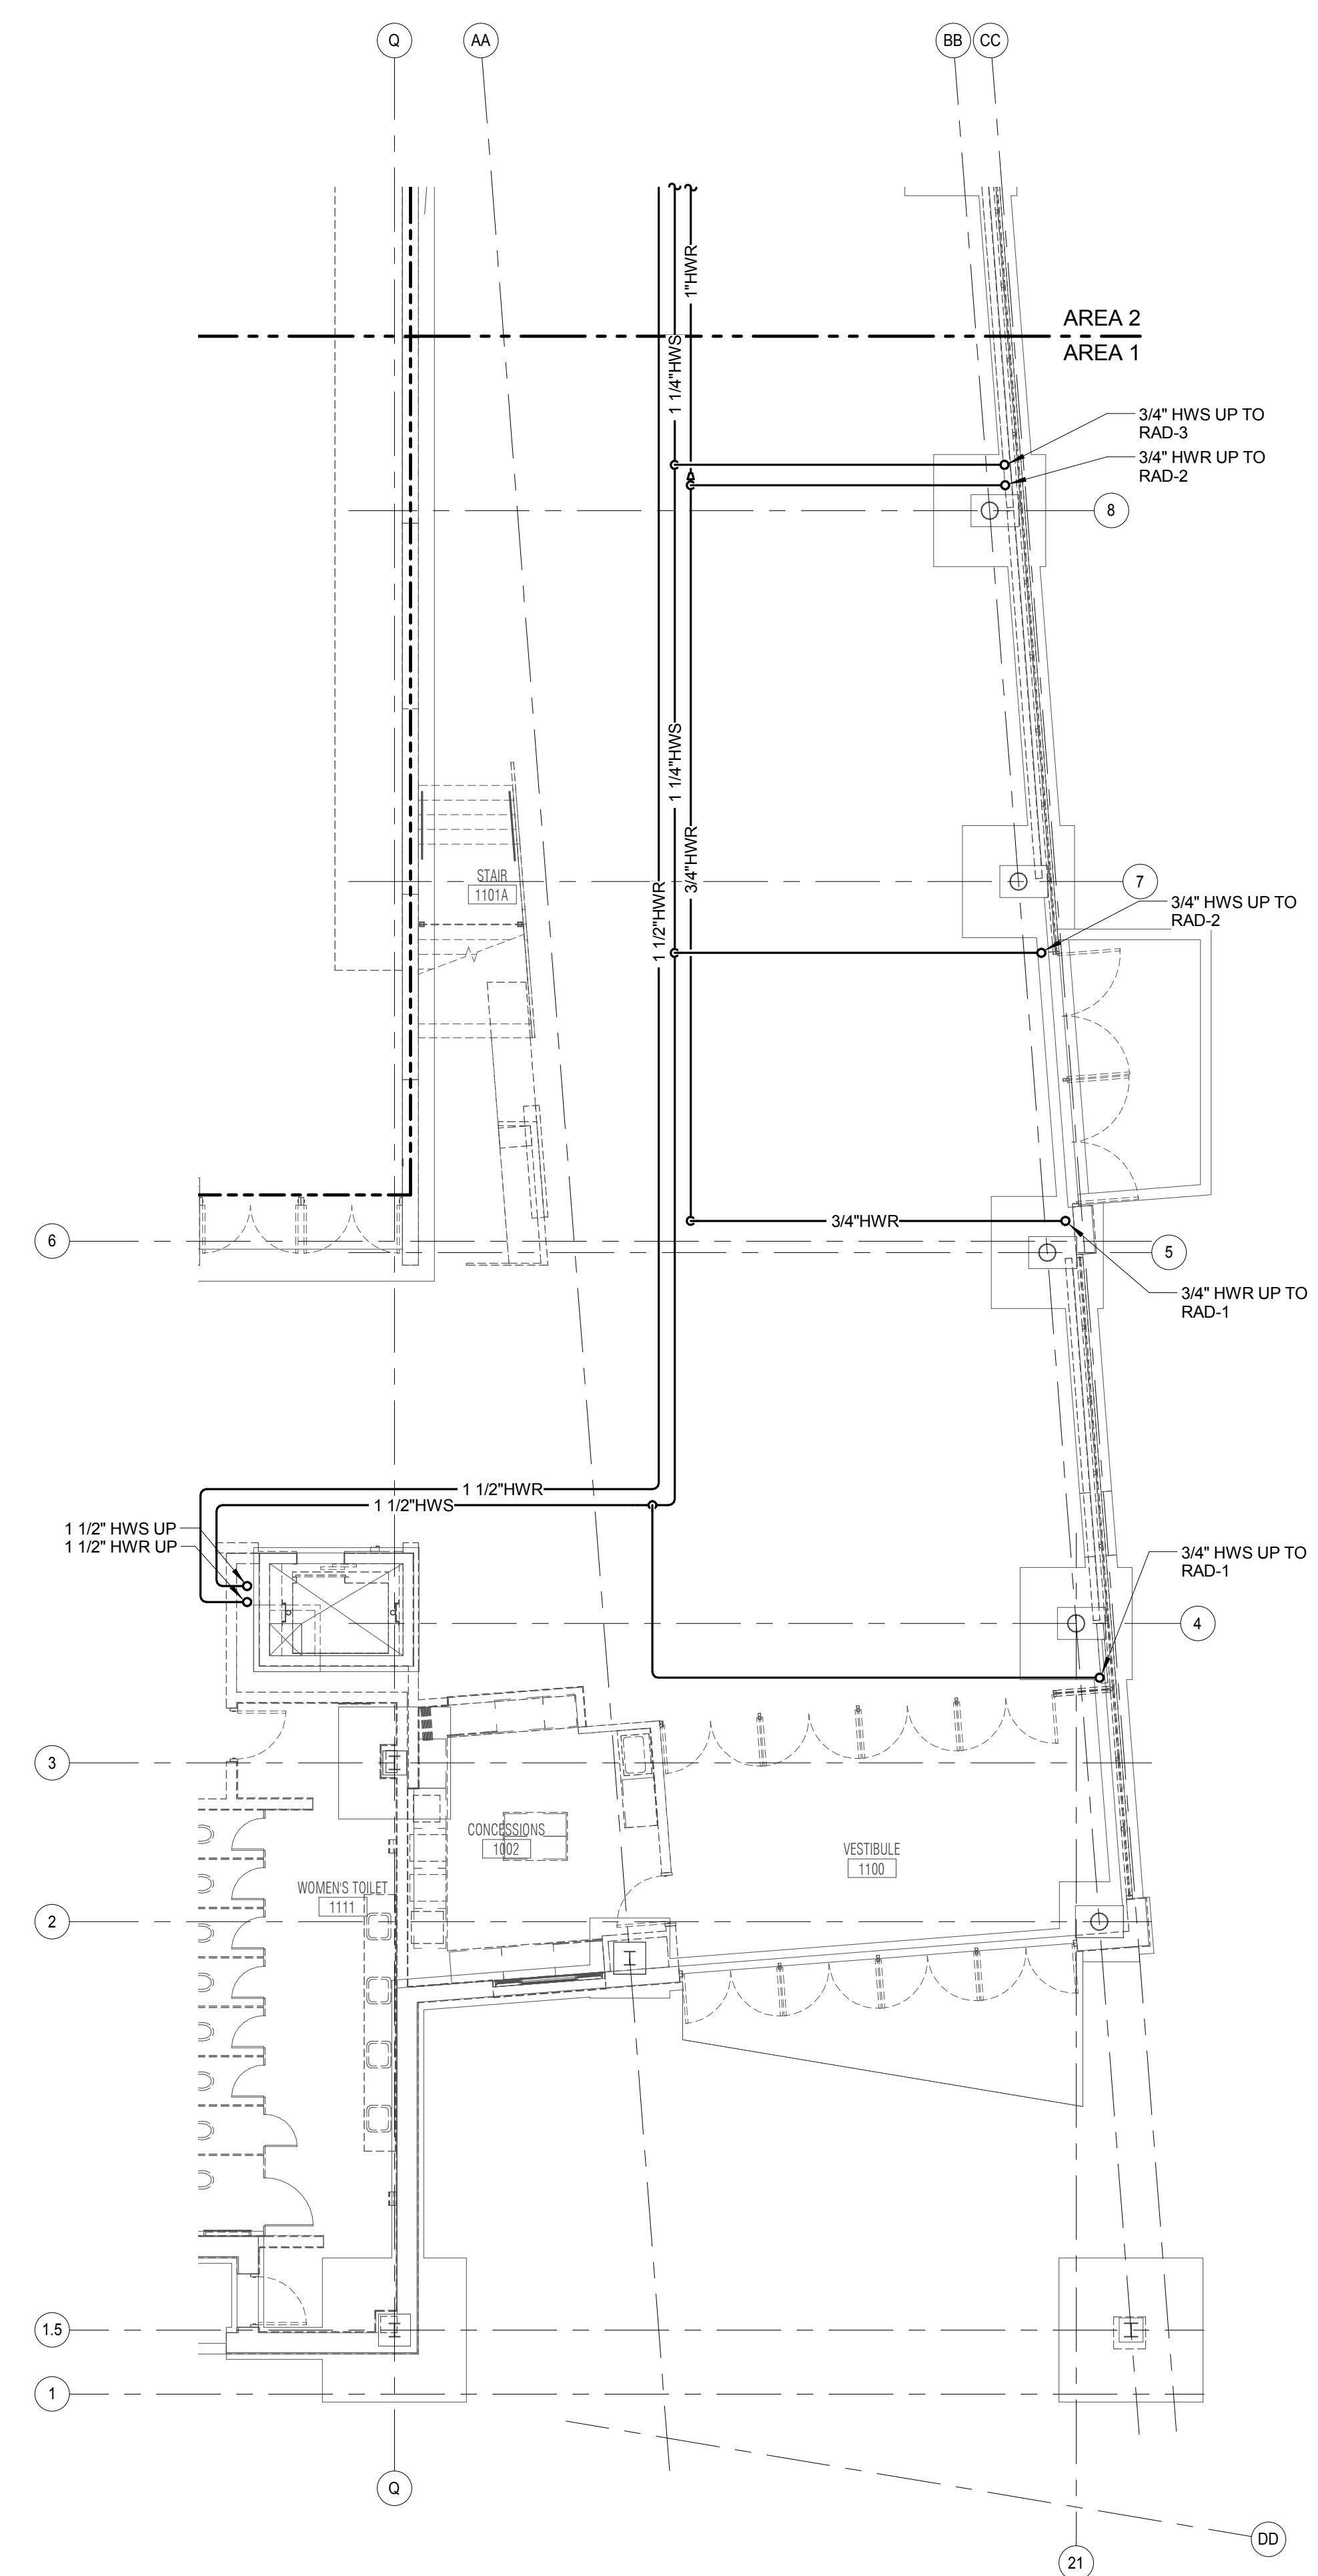 Q
AA
BB
CC
1"HWR
AREA 2
AREA 1
1 1/4"HWS
3/4" HWS UP TO
RAD-3
3/4" HWR UP TO
RAD-2
8
1 1/4"HWS
3/4"HWR
STAIR
1101A
7
1 1/2"HWR
3/4" HWS UP TO
RAD-2
3/4"HWR
6
5
3/4" HWR UP TO
RAD-1
1 1/2"HWR
1 1/2"HWS
1 1/2" HWS UP
1 1/2" HWR UP
3/4" HWS UP TO
RAD-1
4
3
CONCESSIONS
1002
VESTIBULE
1100
WOMEN'S TOILET
1111
2
1.5
1
Q
DD
21